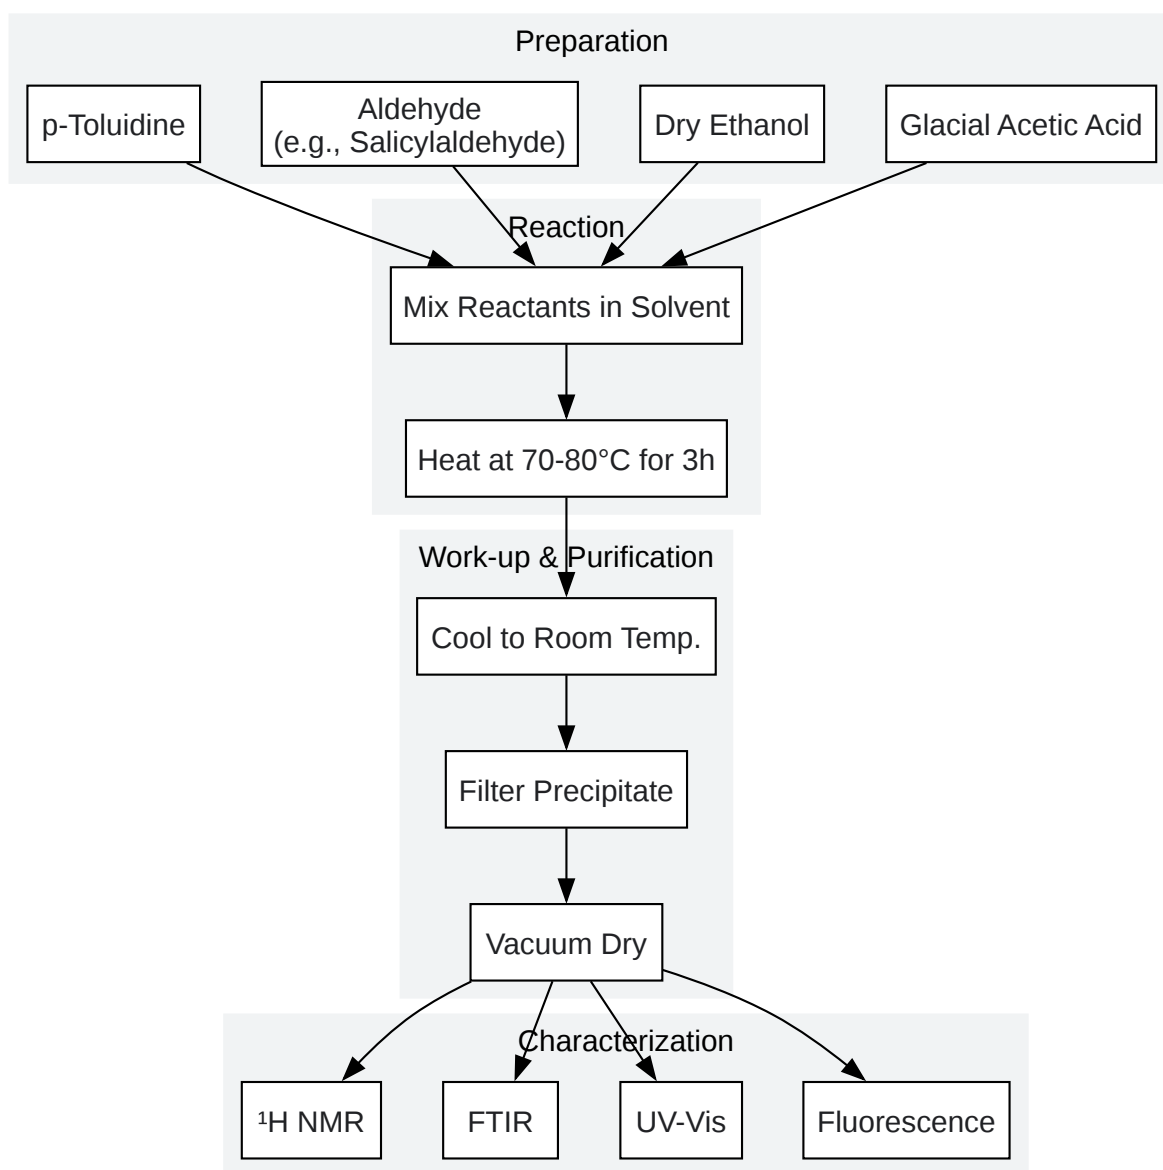 Preparation
p-Toluidine
Aldehyde
(e.g., Salicylaldehyde)
Dry Ethanol
Glacial Acetic Acid
Reaction
Mix Reactants in Solvent
Heat at 70-80°C for 3h
Work-up & Purification
Cool to Room Temp.
Filter Precipitate
Vacuum Dry
Characterization
¹H NMR
FTIR
UV-Vis
Fluorescence